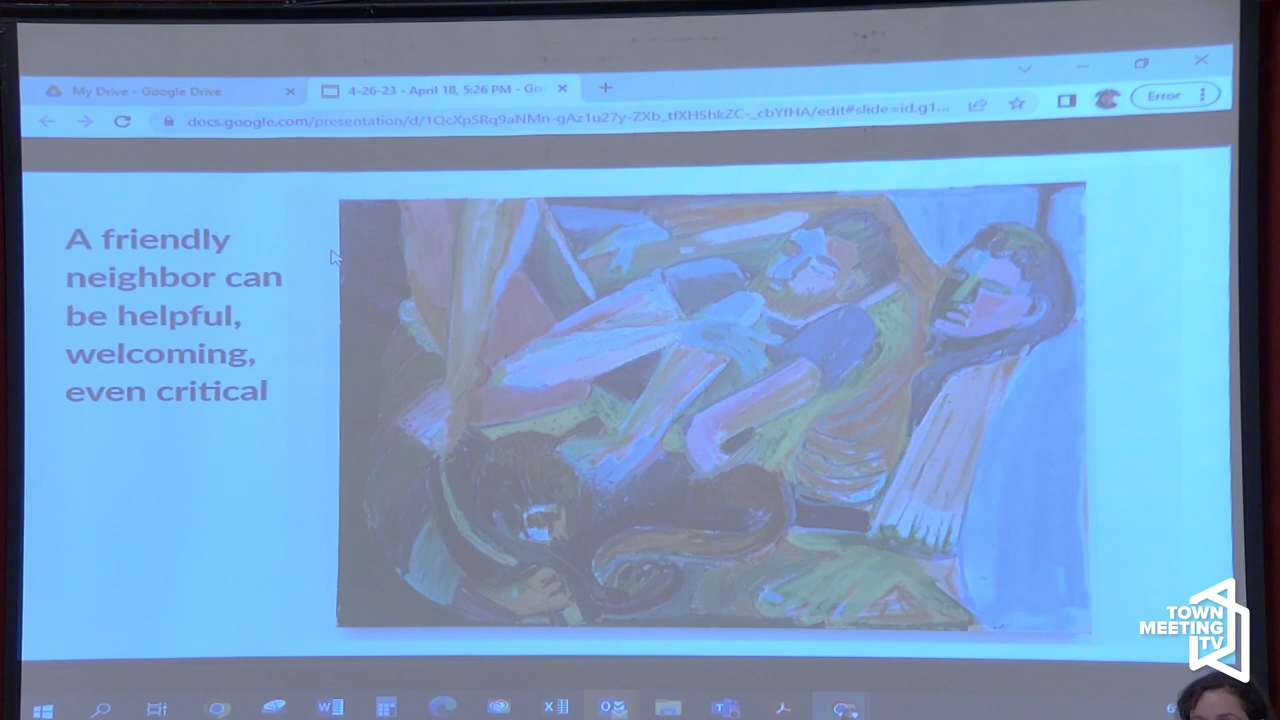 My Drive - Google Drive
4-26-23 - April 18, 5:26 PM - Go
Error
A friendly
neighbor can
be helpful,
welcoming,
even critical
TOWN
MEETING
TV